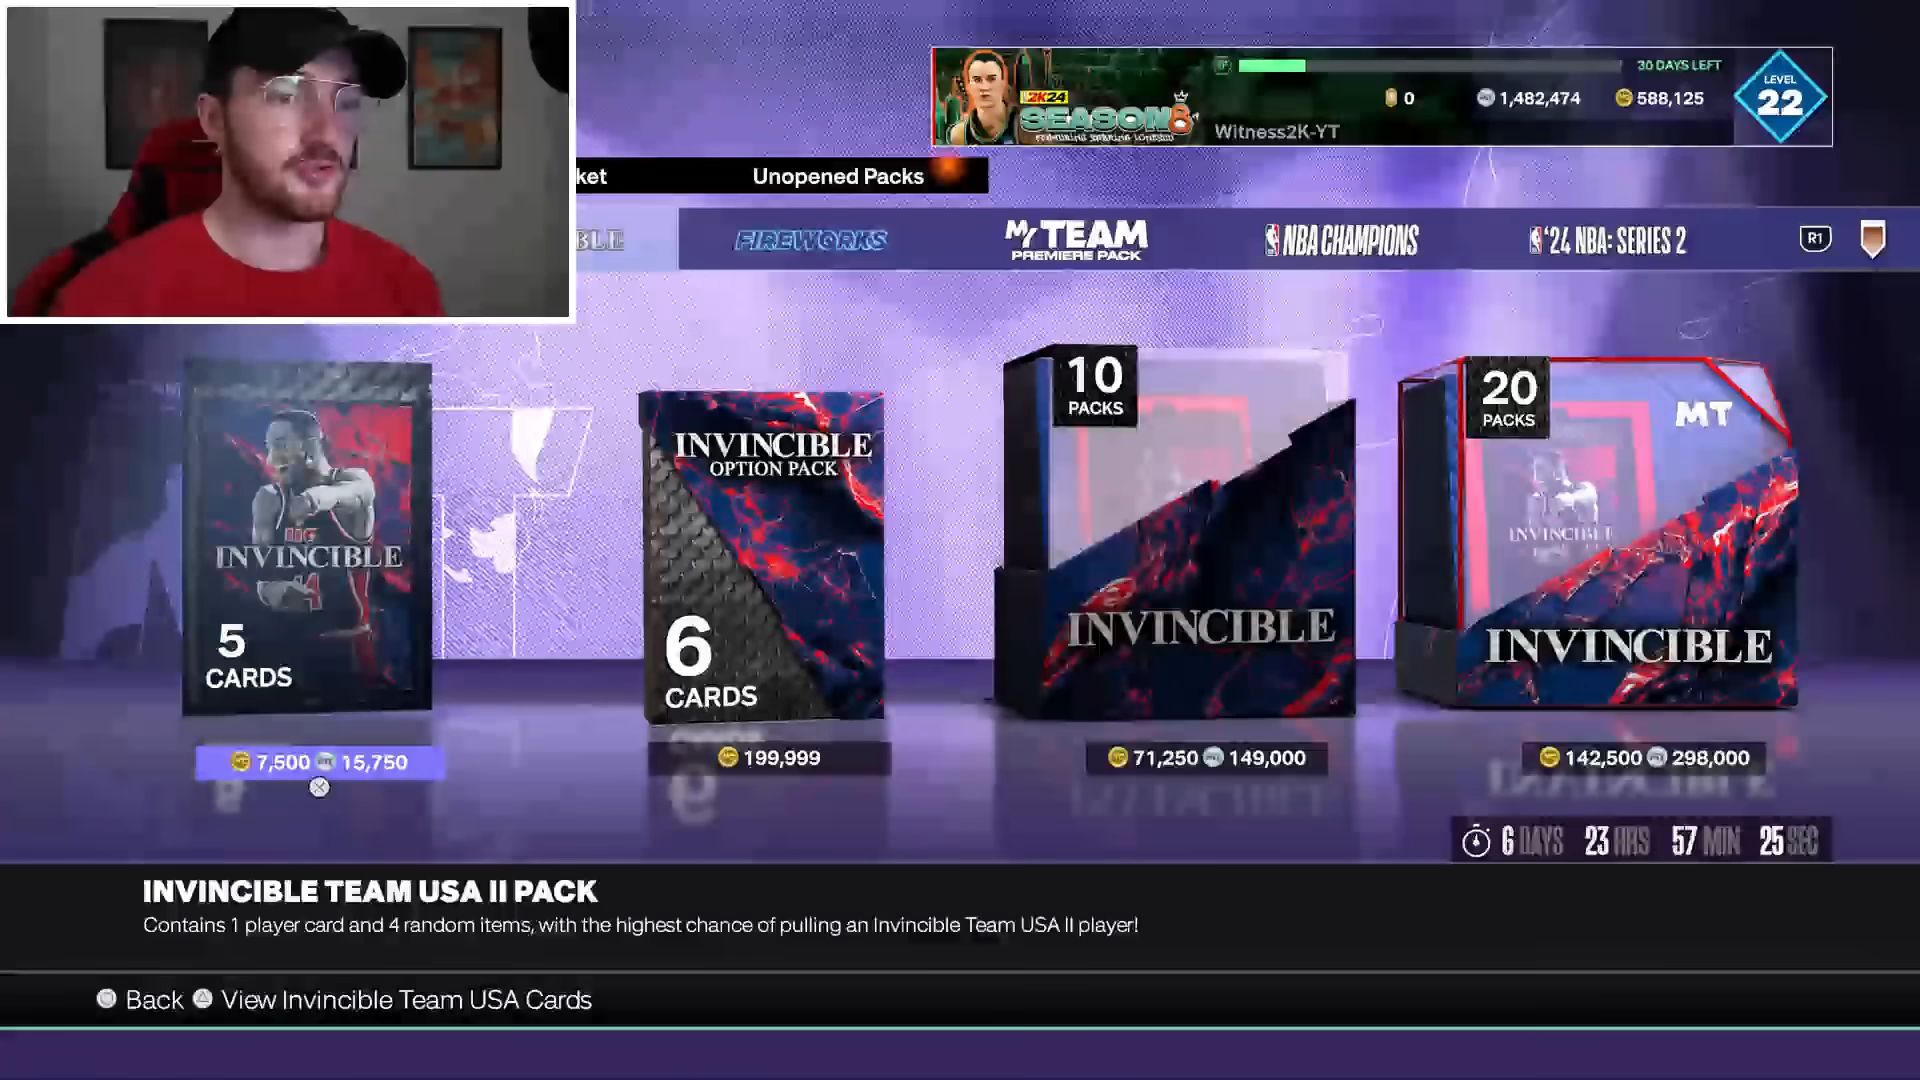 30 DAYS LEFT
2K24
SEASON 8
0
1,482,474
588,125
LEVEL
22
Witness2K-YT
ket
Unopened Packs
BLE
FIREWORKS
MyTEAM
PREMIERE PACK
NBA CHAMPIONS
'24 NBA: SERIES 2
R1
INVINCIBLE
5
CARDS
INVINCIBLE
OPTION PACK
6
CARDS
10
PACKS
INVINCIBLE
20
PACKS
MT
INVINCIBLE
INVINCIBLE
7,500 15,750
199,999
71,250 149,000
142,500 298,000
6 DAYS 23 HRS 57 MIN 25 SEC
INVINCIBLE TEAM USA II PACK
Contains 1 player card and 4 random items, with the highest chance of pulling an Invincible Team USA II player!
Back View Invincible Team USA Cards